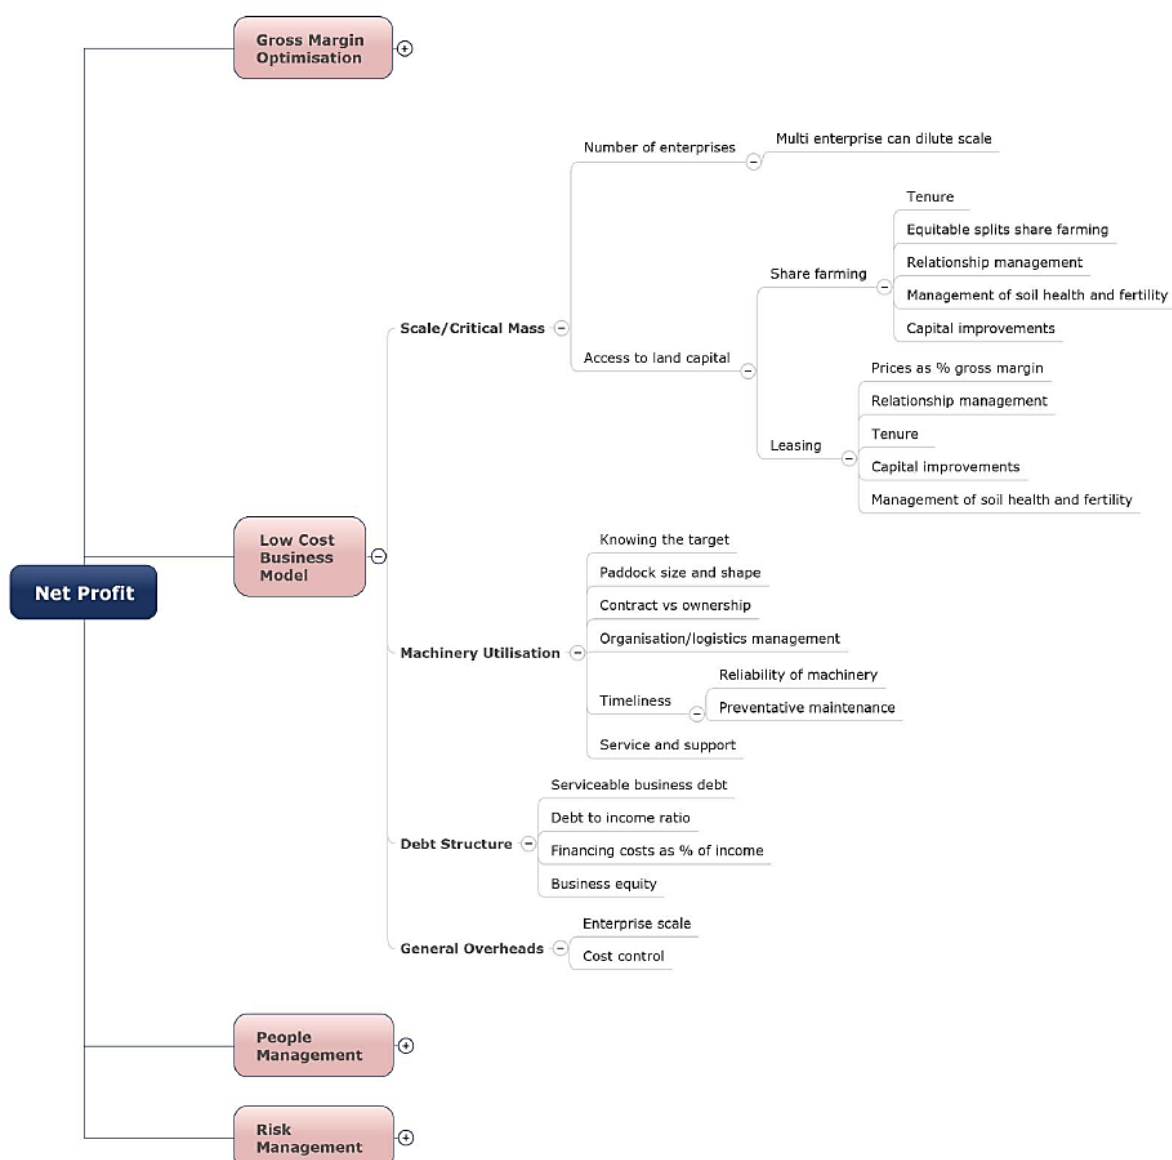 Gross Margin
Optimisation
Number of enterprises
Multi enterprise can dilute scale
Tenure
Equitable splits share farming
Share farming
Relationship management
Management of soil health and fertility
Capital improvements
Scale/Critical Mass
Access to land capital
Prices as % gross margin
Relationship management
Leasing
Tenure
Capital improvements
Management of soil health and fertility
Low Cost
Business
Model
Net Profit
Knowing the target
Paddock size and shape
Contract vs ownership
Organisation/logistics management
Machinery Utilisation
Timeliness
Reliability of machinery
Preventative maintenance
Service and support
Serviceable business debt
Debt to income ratio
Debt Structure
Financing costs as % of income
Business equity
Enterprise scale
General Overheads
Cost control
People
Management
Risk
Management